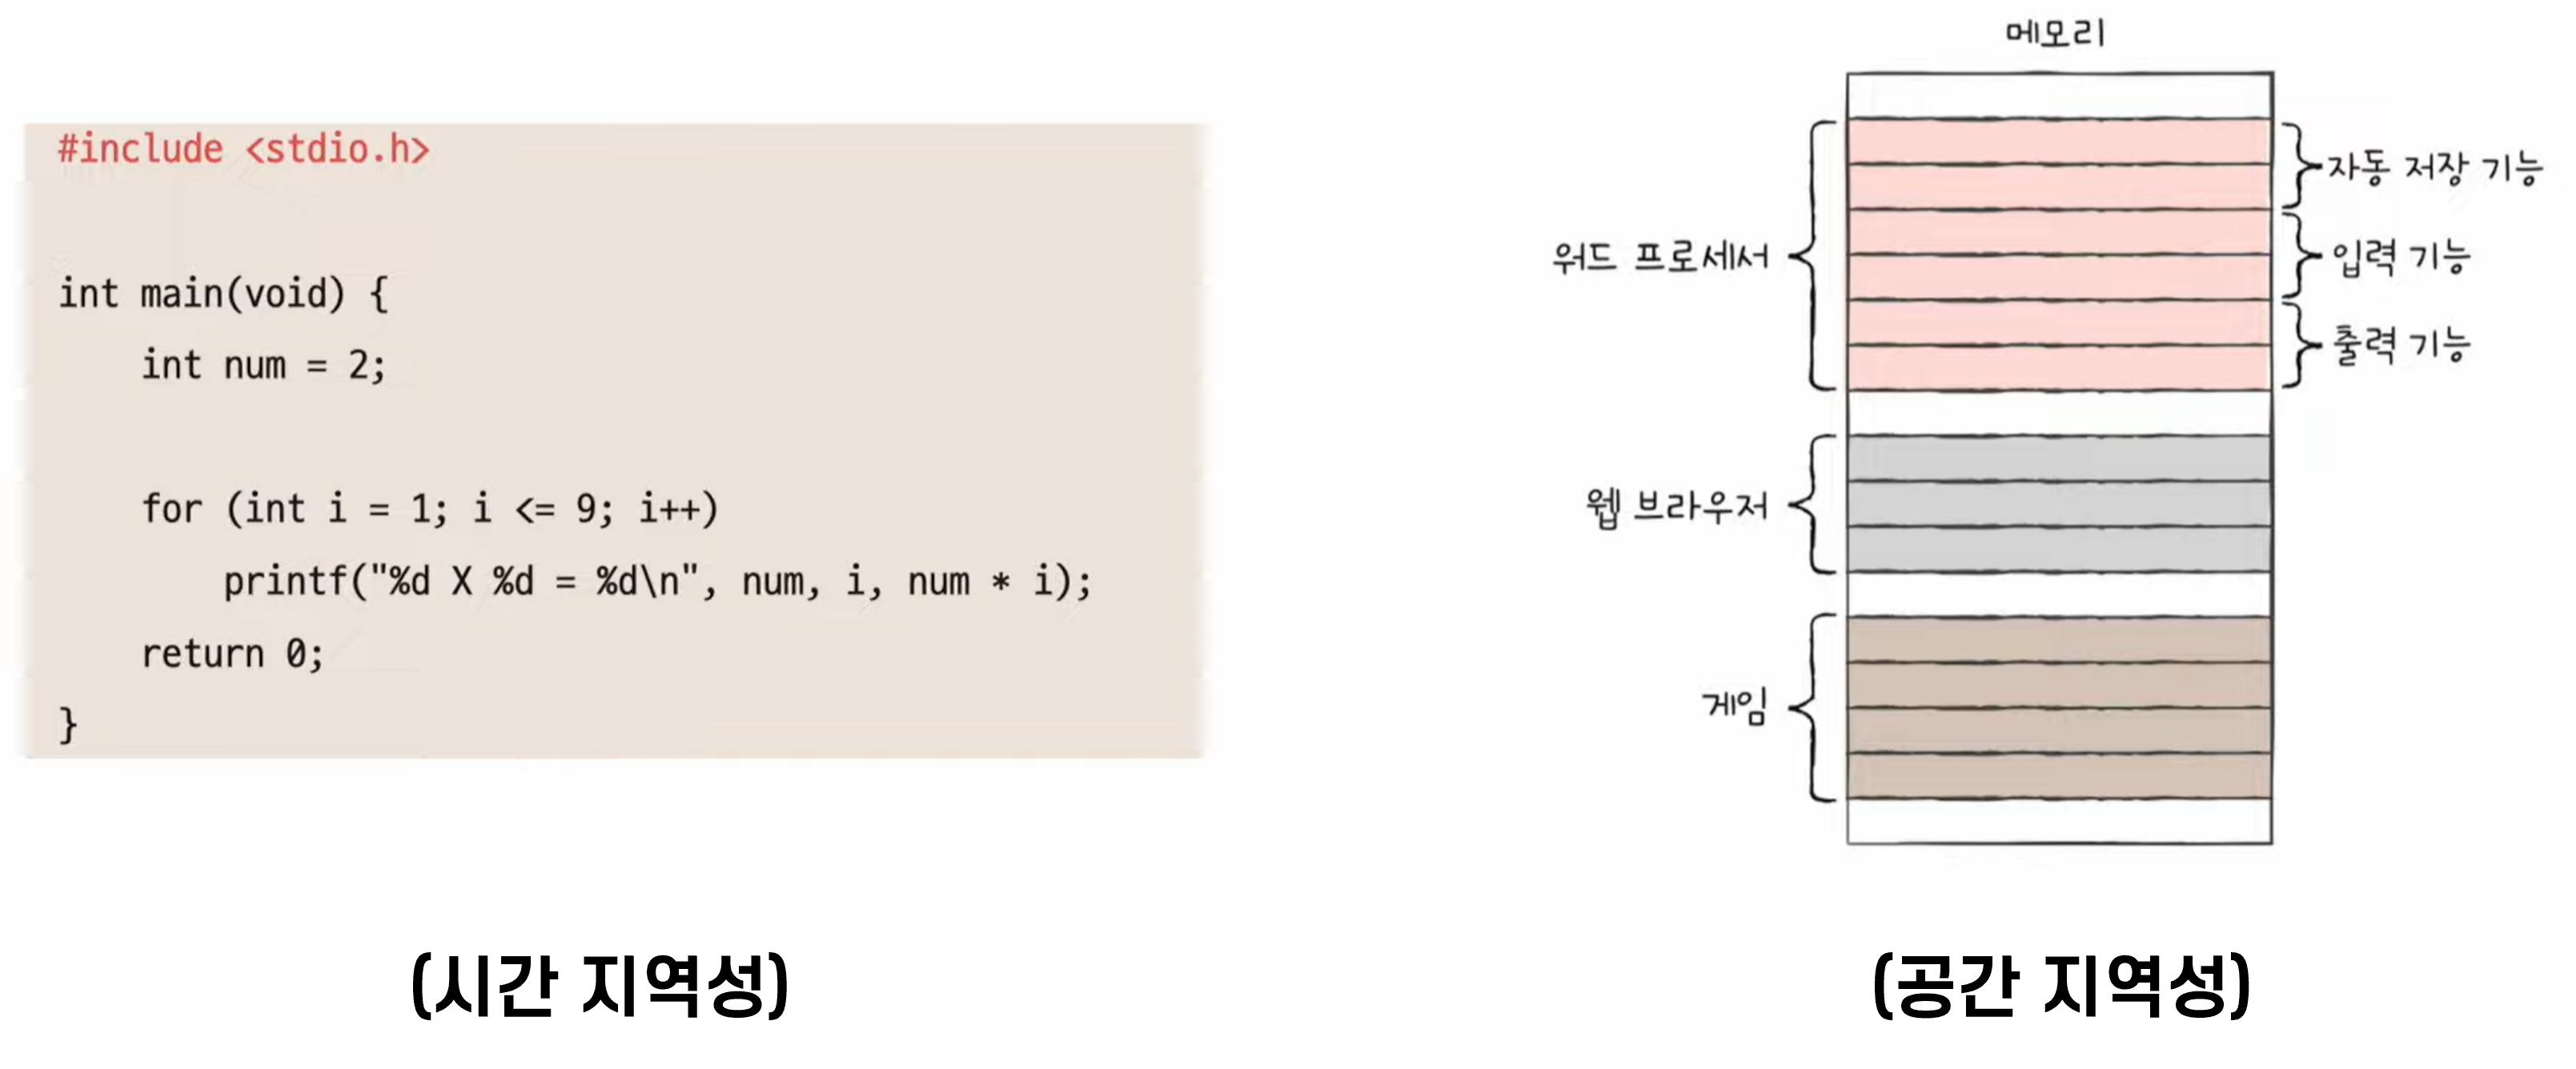 #include <stdio.h>
int main(void) {
int num = 2;
for (int i = 1; i <= 9; i++)
printf("%d X %d = %d\n", num, i, num * i);
return 0;
}
(시간 지역성)
메모리
워드 프로세서
자동 저장 기능
입력 기능
출력 기능
웹 브라우저
게임
(공간 지역성)